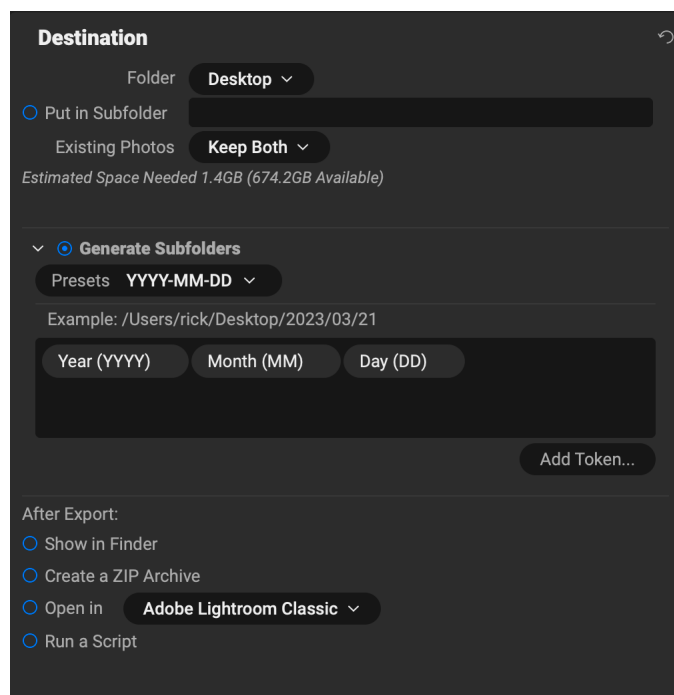 Destination
Folder Desktop
Put in Subfolder
Existing Photos Keep Both
Estimated Space Needed 1.4GB (674.2GB Available)
Generate Subfolders
Presets YYYY-MM-DD
Example: /Users/rick/Desktop/2023/03/21
Year (YYYY) Month (MM) Day (DD)
Add Token...
After Export:
Show in Finder
Create a ZIP Archive
Open in Adobe Lightroom Classic
Run a Script